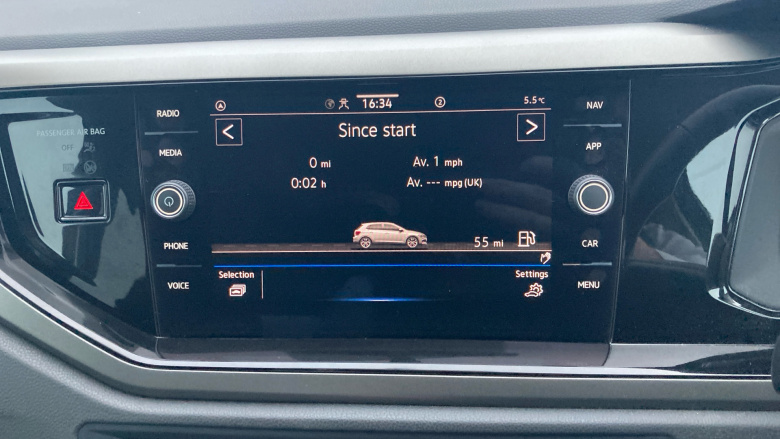 PASSENGER AIR BAG
OFF
RADIO
MEDIA
PHONE
VOICE
A
16:34
2
5.5°C
Since start
0 mi
Av. 1 mph
0:02 h
Av. --- mpg (UK)
55 mi
Selection
Settings
NAV
APP
CAR
MENU